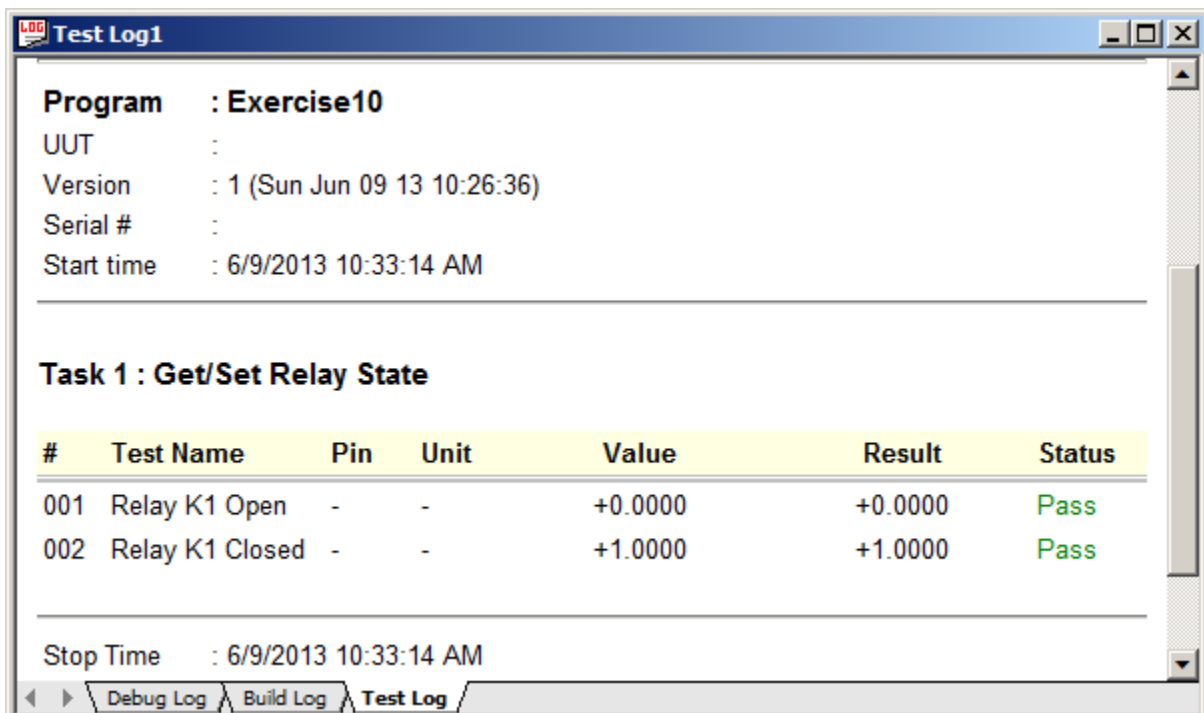 LOG Test Log1
Program : Exercise10
UUT :
Version : 1 (Sun Jun 09 13 10:26:36)
Serial # :
Start time : 6/9/2013 10:33:14 AM
Task 1 : Get/Set Relay State
# Test Name Pin Unit Value Result Status
001 Relay K1 Open - - +0.0000 +0.0000 Pass
002 Relay K1 Closed - - +1.0000 +1.0000 Pass
Stop Time : 6/9/2013 10:33:14 AM
Debug Log Build Log Test Log